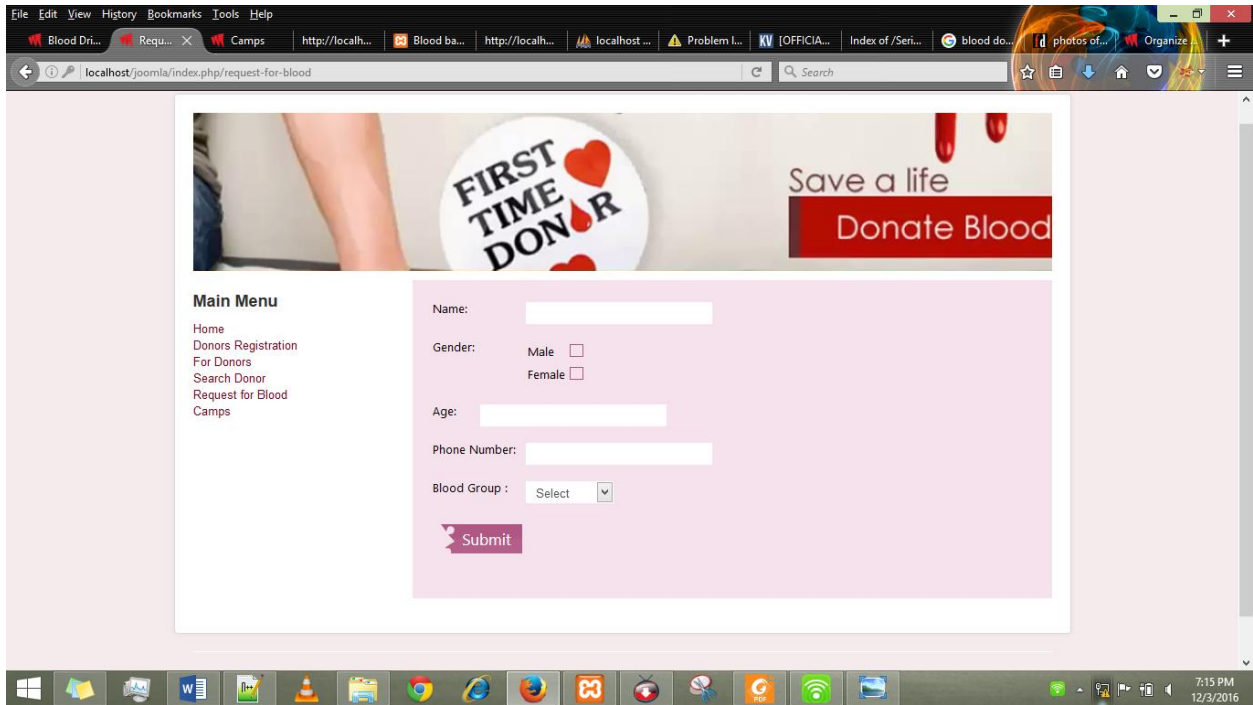 File Edit View History Bookmarks Tools Help
Blood Dri...
Requ...
Camps
http://localh...
Blood ba...
http://localh...
localhost ...
Problem l...
KV [OFFICIA...
Index of /Seri...
blood do...
photos of...
Organize
localhost/joomla/index.php/request-for-blood
Search
FIRST
TIME
DONOR
Save a life
Donate Blood
Main Menu
Home
Donors Registration
For Donors
Search Donor
Request for Blood
Camps
Name:
Gender:
Male
Female
Age:
Phone Number:
Blood Group :
Select
Submit
7:15 PM
12/3/2016